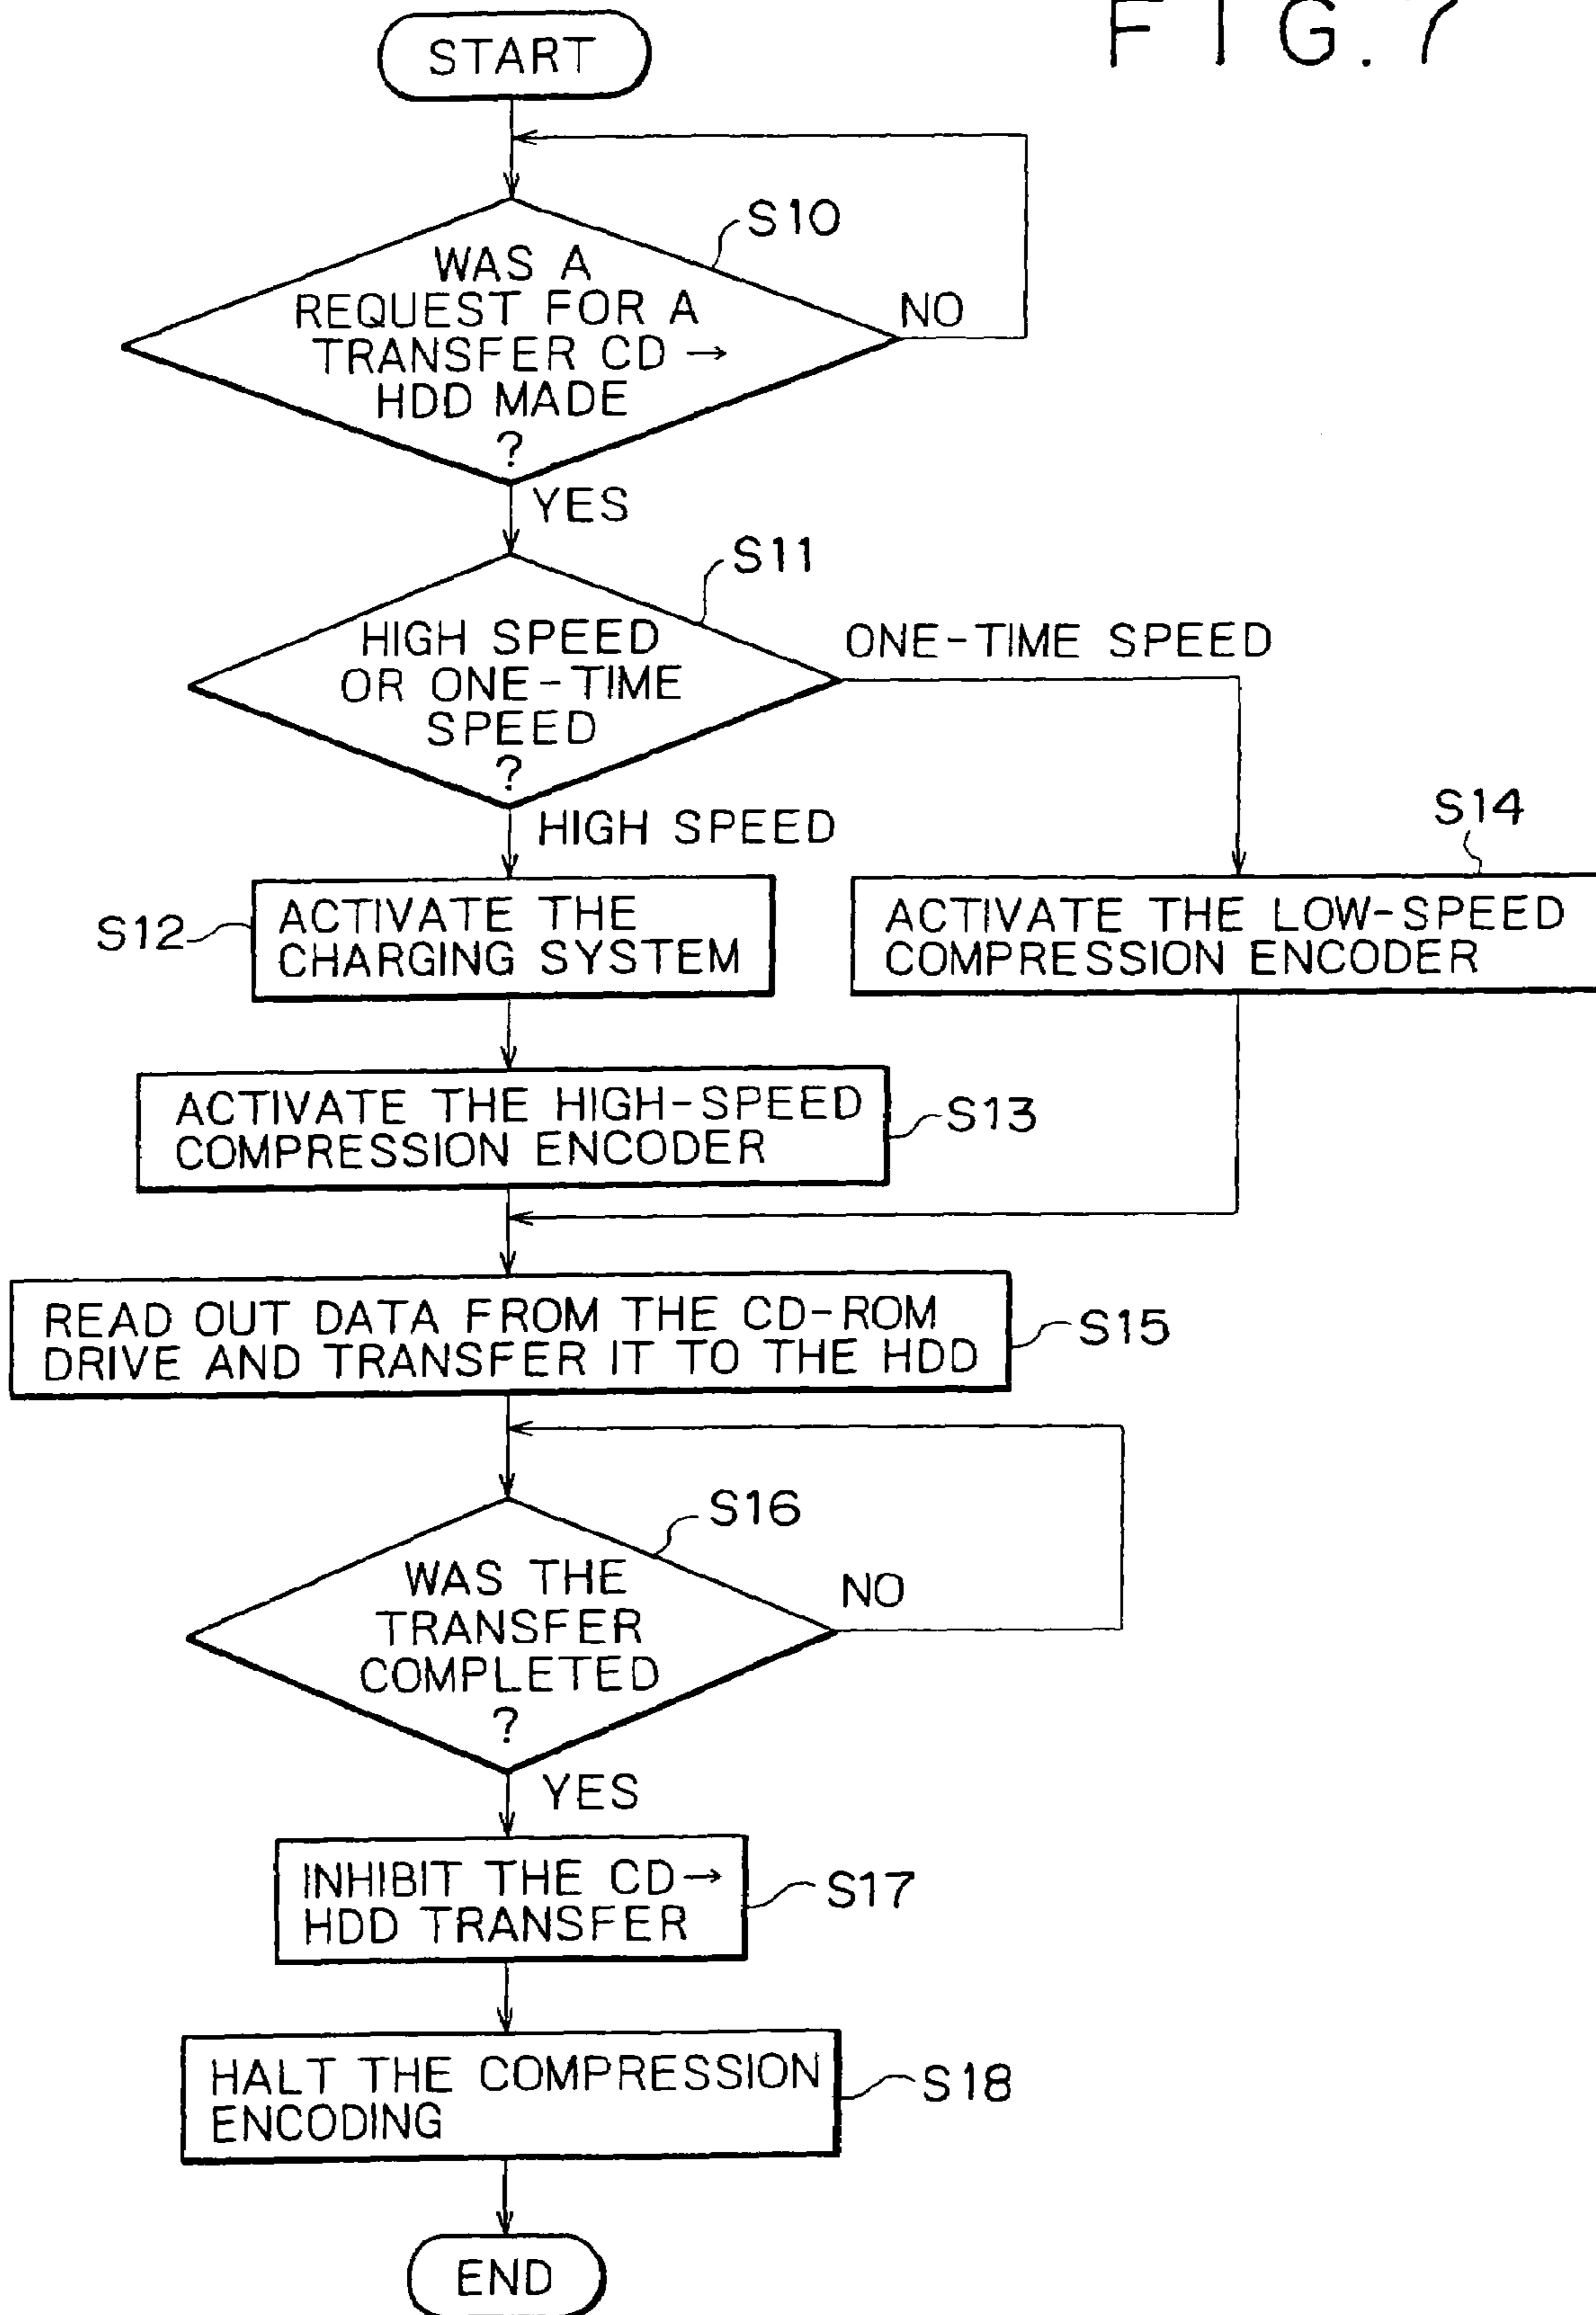 FIG. 7
START
S10
WAS A
REQUEST FOR A
TRANSFER CD →
HDD MADE
?
NO
YES
S11
HIGH SPEED
OR ONE-TIME
SPEED
?
ONE-TIME SPEED
HIGH SPEED
S12
ACTIVATE THE
CHARGING SYSTEM
S14
ACTIVATE THE LOW-SPEED
COMPRESSION ENCODER
ACTIVATE THE HIGH-SPEED
COMPRESSION ENCODER
S13
READ OUT DATA FROM THE CD-ROM
DRIVE AND TRANSFER IT TO THE HDD
S15
S16
WAS THE
TRANSFER
COMPLETED
?
NO
YES
INHIBIT THE CD→
HDD TRANSFER
S17
HALT THE COMPRESSION
ENCODING
S18
END